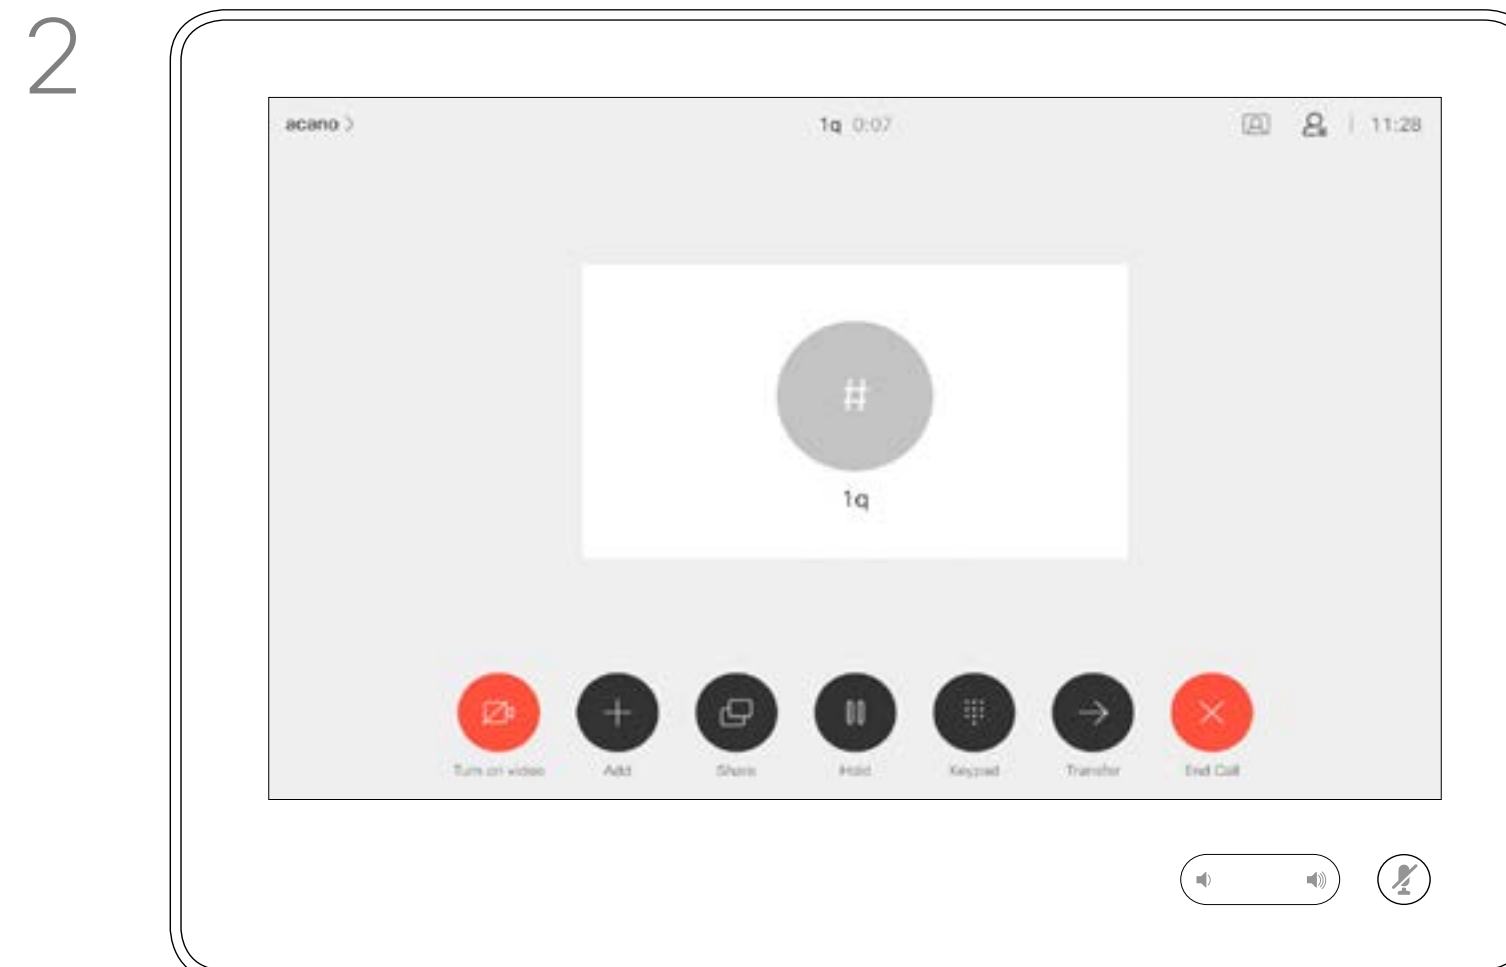 2
acano >
1q 0:07
11:28
#
1q
Turn on video Add Share Hold Keypad Transfer End Call